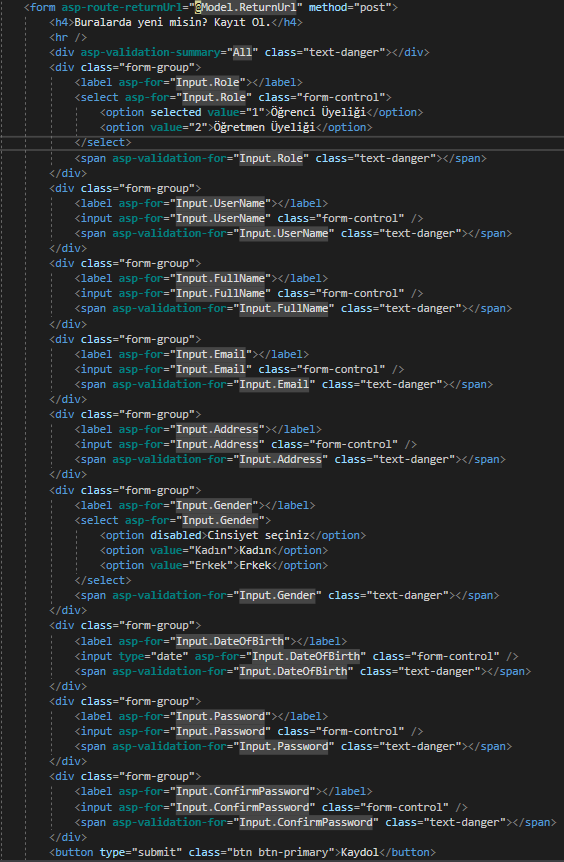 <form asp-route-returnUrl="@Model.ReturnUrl" method="post">
<h4>Buralarda yeni misin? Kayıt Ol.</h4>
<hr />
<div asp-validation-summary="All" class="text-danger"></div>
<div class="form-group">
<label asp-for="Input.Role"></label>
<select asp-for="Input.Role" class="form-control">
<option selected value="1">Öğrenci Üyeliği</option>
<option value="2">Öğretmen Üyeliği</option>
</select>
<span asp-validation-for="Input.Role" class="text-danger"></span>
</div>
<div class="form-group">
<label asp-for="Input.UserName"></label>
<input asp-for="Input.UserName" class="form-control" />
<span asp-validation-for="Input.UserName" class="text-danger"></span>
</div>
<div class="form-group">
<label asp-for="Input.FullName"></label>
<input asp-for="Input.FullName" class="form-control" />
<span asp-validation-for="Input.FullName" class="text-danger"></span>
</div>
<div class="form-group">
<label asp-for="Input.Email"></label>
<input asp-for="Input.Email" class="form-control" />
<span asp-validation-for="Input.Email" class="text-danger"></span>
</div>
<div class="form-group">
<label asp-for="Input.Address"></label>
<input asp-for="Input.Address" class="form-control" />
<span asp-validation-for="Input.Address" class="text-danger"></span>
</div>
<div class="form-group">
<label asp-for="Input.Gender"></label>
<select asp-for="Input.Gender">
<option disabled>Cinsiyet seçiniz</option>
<option value="Kadın">Kadın</option>
<option value="Erkek">Erkek</option>
</select>
<span asp-validation-for="Input.Gender" class="text-danger"></span>
</div>
<div class="form-group">
<label asp-for="Input.DateOfBirth"></label>
<input type="date" asp-for="Input.DateOfBirth" class="form-control" />
<span asp-validation-for="Input.DateOfBirth" class="text-danger"></span>
</div>
<div class="form-group">
<label asp-for="Input.Password"></label>
<input asp-for="Input.Password" class="form-control" />
<span asp-validation-for="Input.Password" class="text-danger"></span>
</div>
<div class="form-group">
<label asp-for="Input.ConfirmPassword"></label>
<input asp-for="Input.ConfirmPassword" class="form-control" />
<span asp-validation-for="Input.ConfirmPassword" class="text-danger"></span>
</div>
<button type="submit" class="btn btn-primary">Kaydol</button>